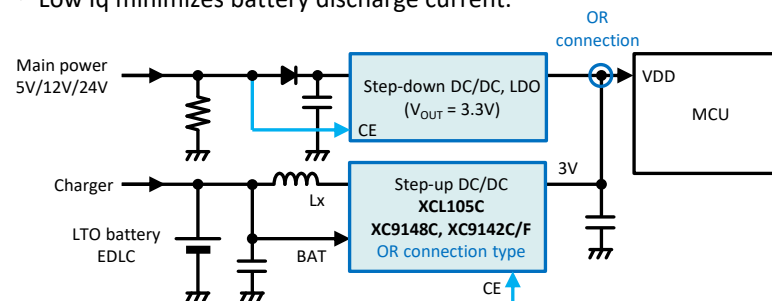 Low Iq minimizes battery discharge current.
OR
connection
Main power
5V/12V/24V
Step-down DC/DC, LDO
(VOUT = 3.3V)
CE
VDD
MCU
Charger
Lx
Step-up DC/DC
XCL105C
XC9148C, XC9142C/F
OR connection type
3V
LTO battery
EDLC
BAT
CE